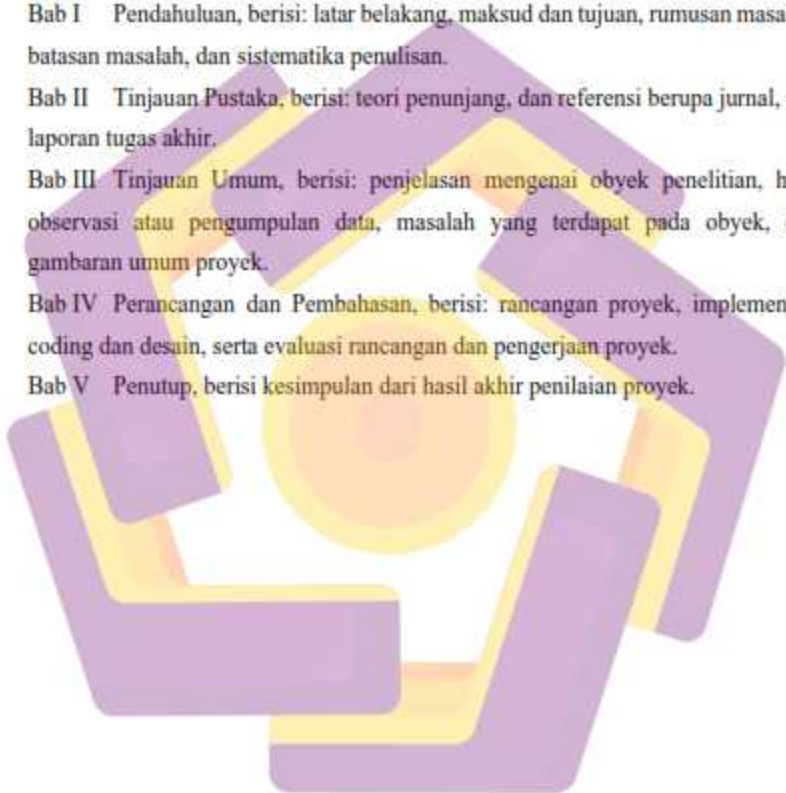 Bab I Pendahuluan, berisi: latar belakang, maksud dan tujuan, rumusan masa
batasan masalah, dan sistematika penulisan.
Bab II Tinjauan Pustaka, berisi: teori penunjang, dan referensi berupa jurnal,
laporan tugas akhir.
Bab III Tinjauan Umum, berisi: penjelasan mengenai obyek penelitian, h
observasi atau pengumpulan data, masalah yang terdapat pada obyek,
gambaran umum proyek.
Bab IV Perancangan dan Pembahasan, berisi: rancangan proyek, implemen
coding dan desain, serta evaluasi rancangan dan pengerjaan proyek.
Bab V Penutup, berisi kesimpulan dari hasil akhir penilaian proyek.